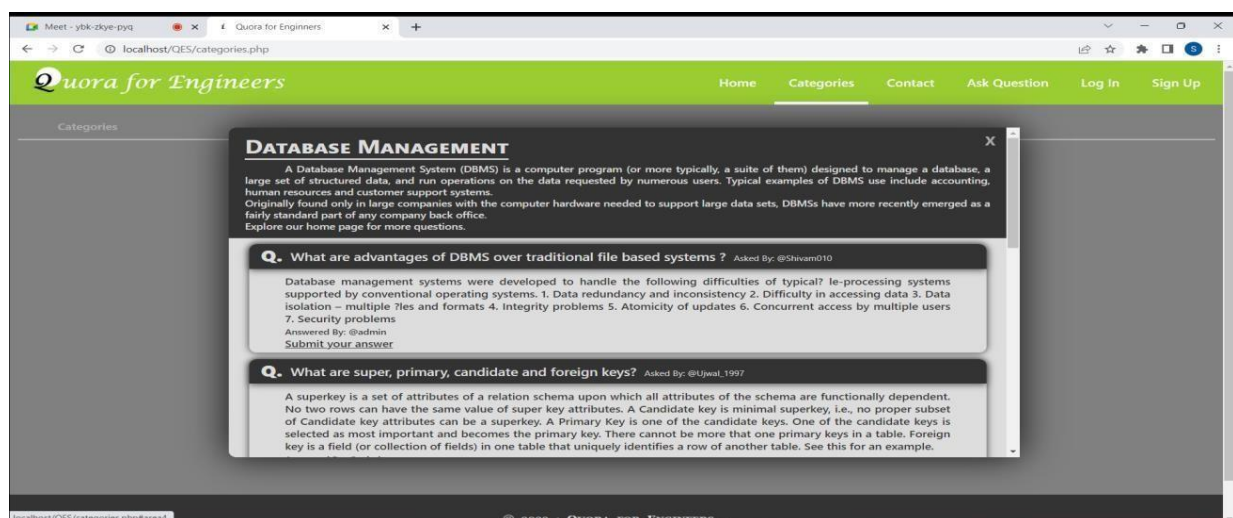 Meet - ybk-zkye-pyq
Quora for Enginners
localhost/QES/categories.php
S
Quora for Engineers
Home Categories Contact Ask Question Log In Sign Up
Categories
X
DATABASE MANAGEMENT
A Database Management System (DBMS) is a computer program (or more typically, a suite of them) designed to manage a database, a
large set of structured data, and run operations on the data requested by numerous users. Typical examples of DBMS use include accounting,
human resources and customer support systems.
Originally found only in large companies with the computer hardware needed to support large data sets, DBMSs have more recently emerged as a
fairly standard part of any company back office.
Explore our home page for more questions.
Q. What are advantages of DBMS over traditional file based systems ? Asked By: @Shivam010
Database management systems were developed to handle the following difficulties of typical? le-processing systems
supported by conventional operating systems. 1. Data redundancy and inconsistency 2. Difficulty in accessing data 3. Data
isolation – multiple ?les and formats 4. Integrity problems 5. Atomicity of updates 6. Concurrent access by multiple users
7. Security problems
Answered By: @admin
Submit your answer
Q. What are super, primary, candidate and foreign keys? Asked By: @Ujwal_1997
A superkey is a set of attributes of a relation schema upon which all attributes of the schema are functionally dependent.
No two rows can have the same value of super key attributes. A Candidate key is minimal superkey, i.e., no proper subset
of Candidate key attributes can be a superkey. A Primary Key is one of the candidate keys. One of the candidate keys is
selected as most important and becomes the primary key. There cannot be more that one primary keys in a table. Foreign
key is a field (or collection of fields) in one table that uniquely identifies a row of another table. See this for an example.
QUORA FOR ENGINEERS